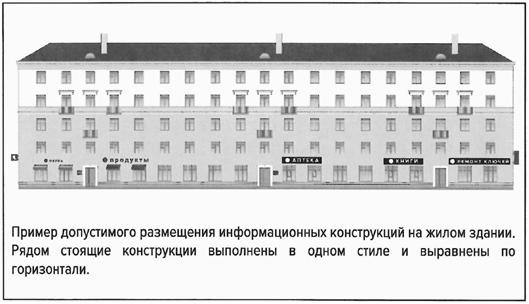 ПРОДУКТЫ
АПТЕКА
КНИГИ
РЕМОНТ КЛЮЧЕЙ
Пример допустимого размещения информационных конструкций на жилом здании.
Рядом стоящие конструкции выполнены в одном стиле и выравнены по
горизонтали.